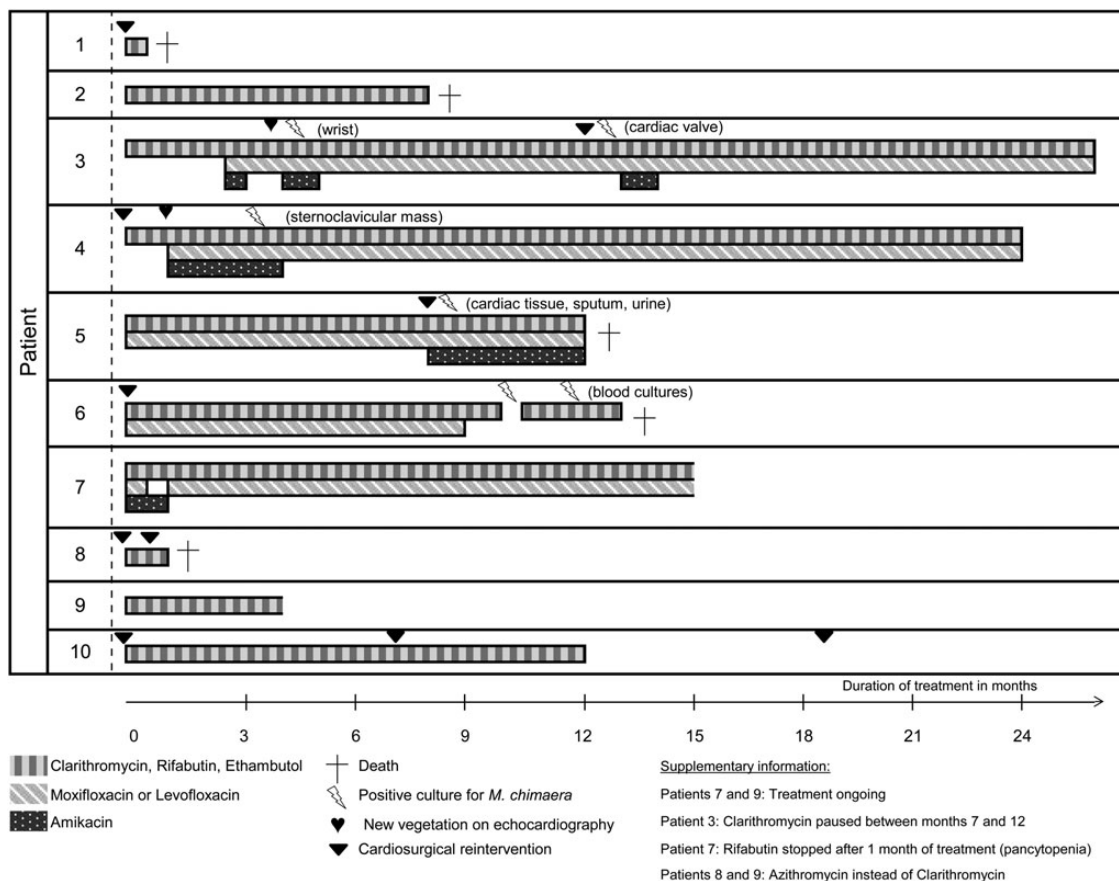 Patient
1
2
3
(wrist)
(cardiac valve)
4
(sternoclavicular mass)
5
(cardiac tissue, sputum, urine)
6
(blood cultures)
7
8
9
10
Duration of treatment in months
0 3 6 9 12 15 18 21 24
Clarithromycin, Rifabutin, Ethambutol
Moxifloxacin or Levofloxacin
Amikacin
Death
Positive culture for M. chimaera
New vegetation on echocardiography
Cardiosurgical reintervention
Supplementary information:
Patients 7 and 9: Treatment ongoing
Patient 3: Clarithromycin paused between months 7 and 12
Patient 7: Rifabutin stopped after 1 month of treatment (pancytopenia)
Patients 8 and 9: Azithromycin instead of Clarithromycin